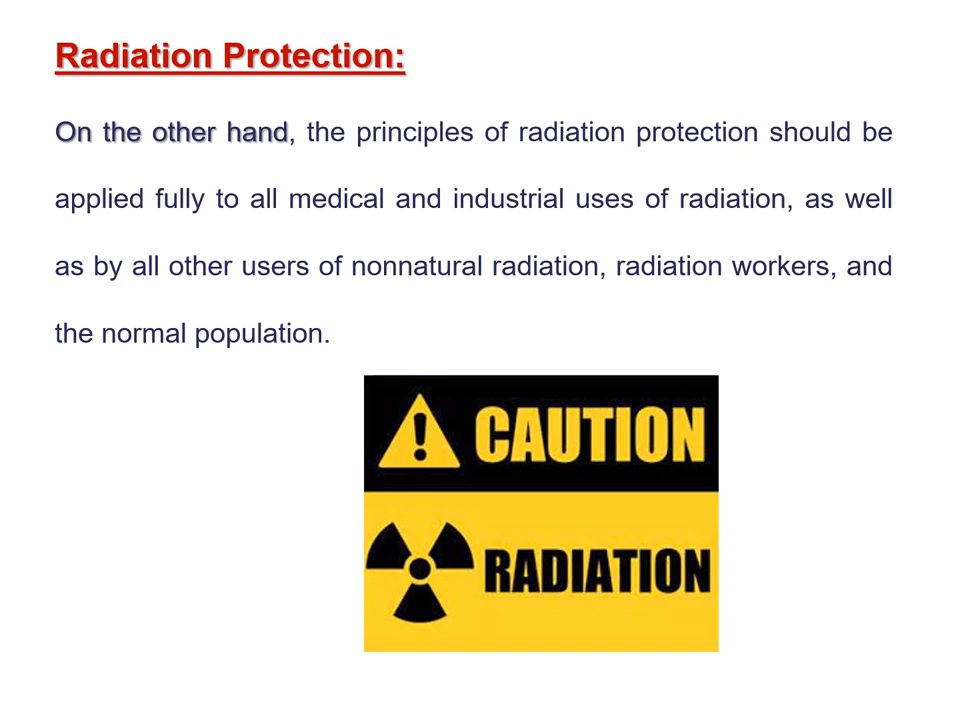 Radiation Protection:
On the other hand, the principles of radiation protection should be
applied fully to all medical and industrial uses of radiation, as well
as by all other users of nonnatural radiation, radiation workers, and
the normal population.
CAUTION
RADIATION